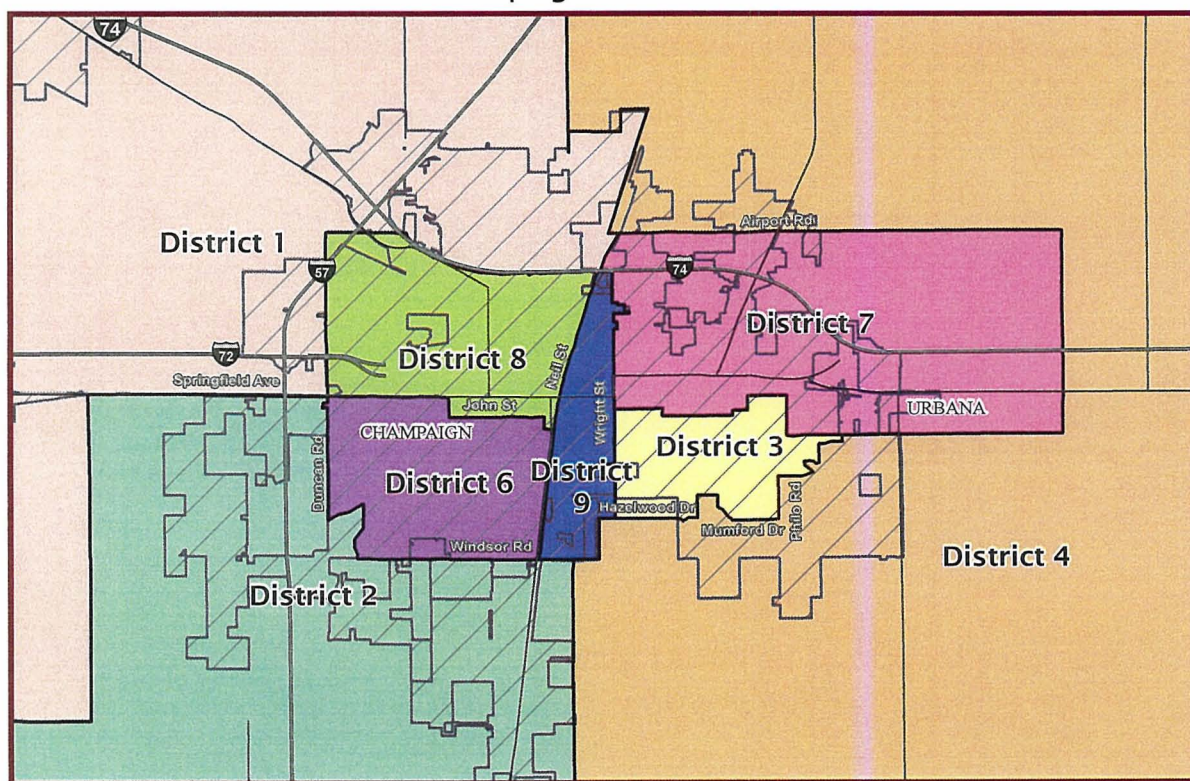 74
District 1
57
Airport Rd
74
District 7
72
District 8
Neil St
Springfield Ave
John St
Wright St
URBANA
CHAMPAIGN
District 3
Duncan Rd
District 6
District
9
Hazelwood Dr
Philo Rd
Mumford Dr
Windsor Rd
District 4
District 2